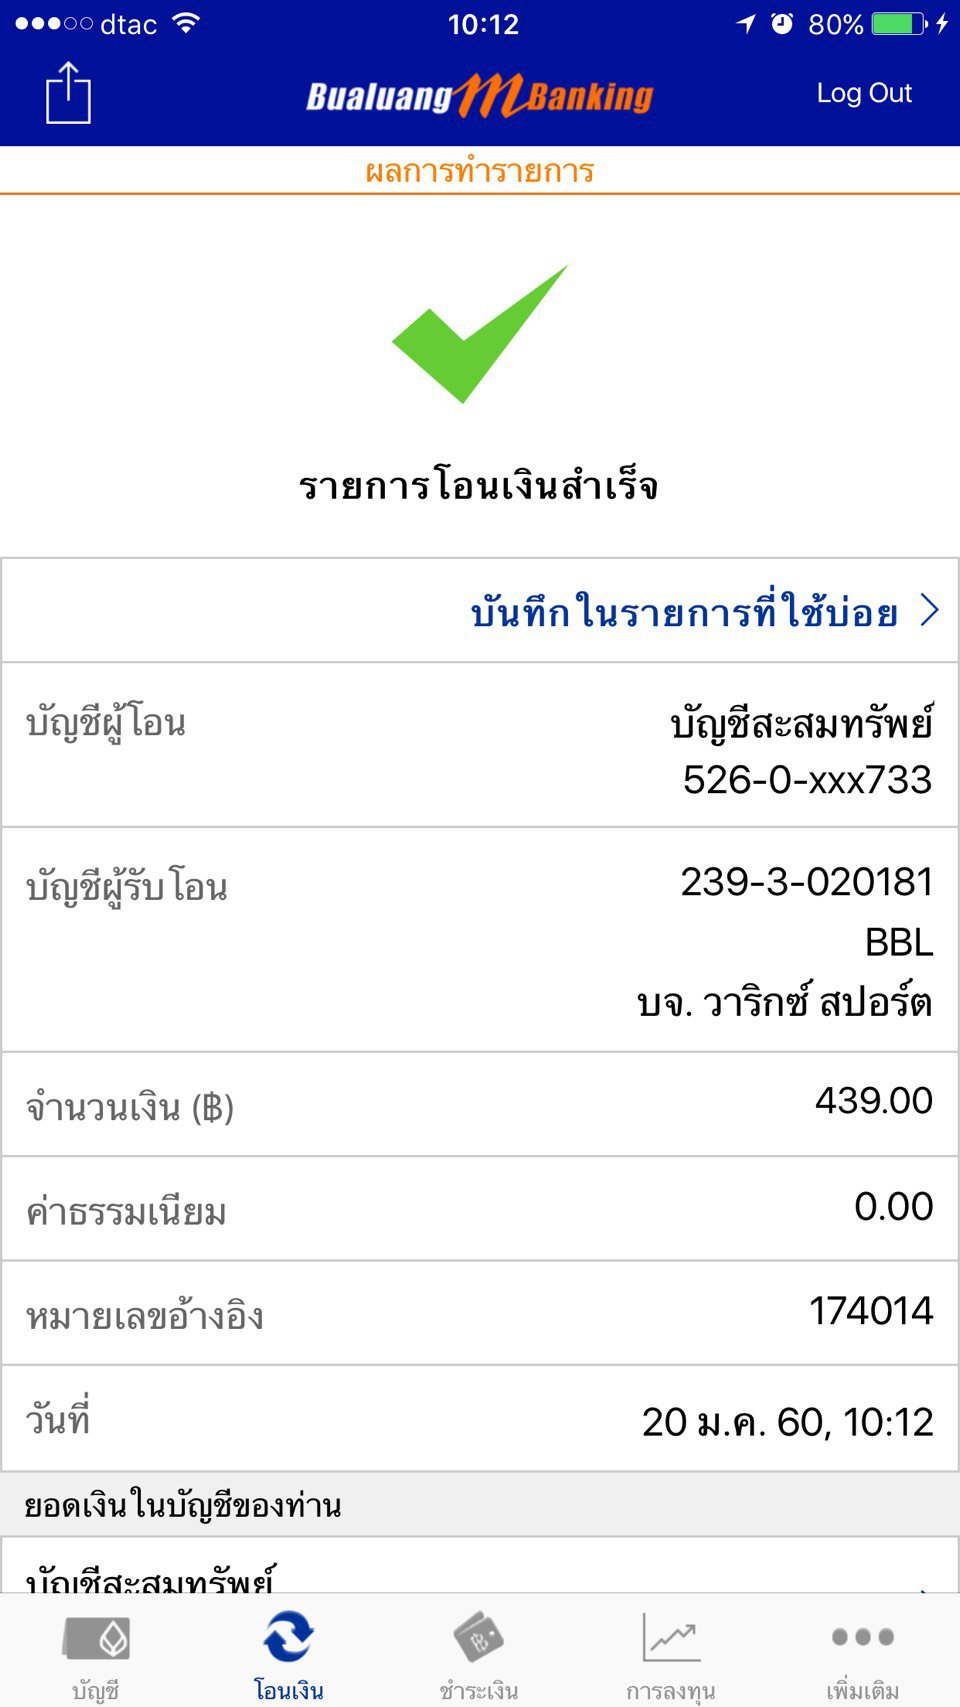 dtac 10:12 80%
Bualuang mBanking Log Out
ผลการทำรายการ
รายการโอนเงินสำเร็จ
บันทึกในรายการที่ใช้บ่อย
บัญชีผู้โอน บัญชีสะสมทรัพย์
526-0-xxx733
บัญชีผู้รับโอน 239-3-020181
BBL
บจ. วาริกซ์ สปอร์ต
จำนวนเงิน (฿) 439.00
ค่าธรรมเนียม 0.00
หมายเลขอ้างอิง 174014
วันที่ 20 ม.ค. 60, 10:12
ยอดเงินในบัญชีของท่าน
บัญชีสะสมทรัพย์
บัญชี โอนเงิน ชำระเงิน การลงทุน เพิ่มเติม